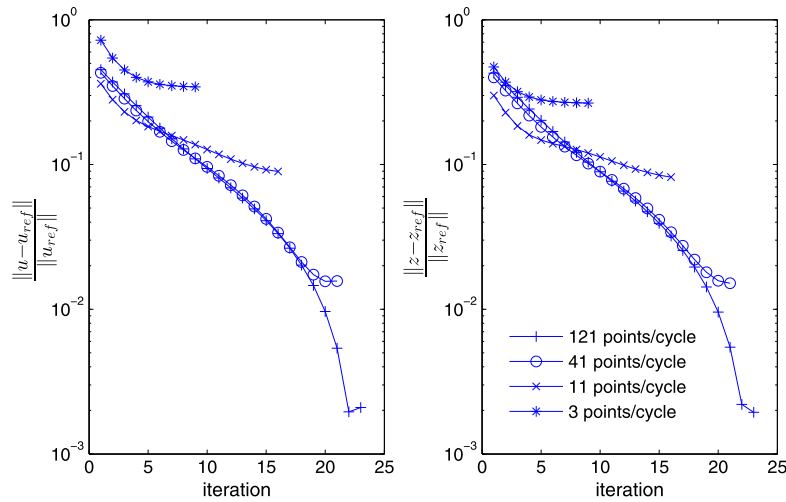 10^0
10^-1
10^-2
10^-3
0 5 10 15 20 25
iteration
||u−u_ref||
||u_ref||
10^0
10^-1
10^-2
10^-3
0 5 10 15 20 25
iteration
||z−z_ref||
||z_ref||
121 points/cycle
41 points/cycle
11 points/cycle
3 points/cycle